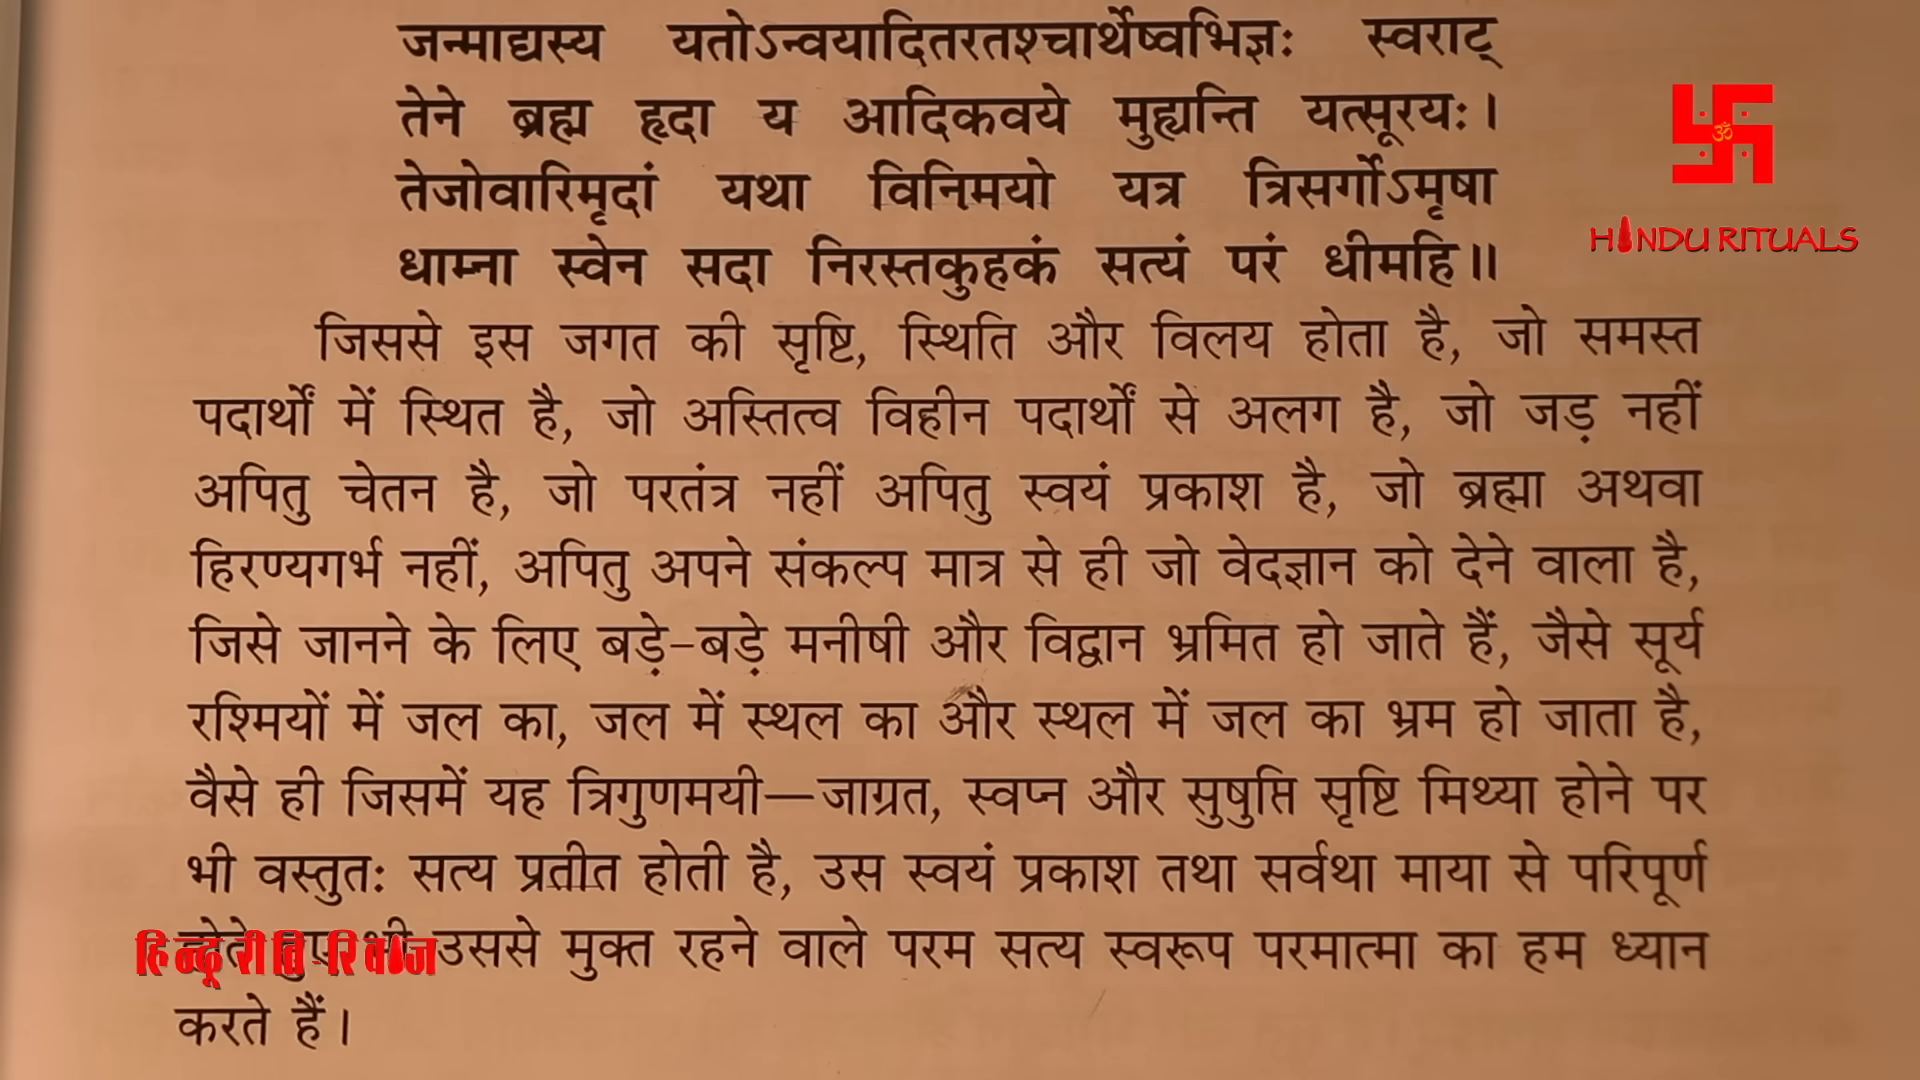 जन्माद्यस्य यतोऽन्वयादितरतश्चार्थेष्वभिज्ञः स्वराट्
तेने ब्रह्म हृदा य आदिकवये मुह्यन्ति यत्सूरयः।
तेजोवारिमृदां यथा विनिमयो यत्र त्रिसर्गोऽमृषा
धाम्ना स्वेन सदा निरस्तकुहकं सत्यं परं धीमहि॥
HINDU RITUALS
जिससे इस जगत की सृष्टि, स्थिति और विलय होता है, जो समस्त
पदार्थों में स्थित है, जो अस्तित्व विहीन पदार्थों से अलग है, जो जड़ नहीं
अपितु चेतन है, जो परतंत्र नहीं अपितु स्वयं प्रकाश है, जो ब्रह्मा अथवा
हिरण्यगर्भ नहीं, अपितु अपने संकल्प मात्र से ही जो वेदज्ञान को देने वाला है,
जिसे जानने के लिए बड़े-बड़े मनीषी और विद्वान भ्रमित हो जाते हैं, जैसे सूर्य
रश्मियों में जल का, जल में स्थल का और स्थल में जल का भ्रम हो जाता है,
वैसे ही जिसमें यह त्रिगुणमयी—जाग्रत, स्वप्न और सुषुप्ति सृष्टि मिथ्या होने पर
भी वस्तुतः सत्य प्रतीत होती है, उस स्वयं प्रकाश तथा सर्वथा माया से परिपूर्ण
उससे मुक्त रहने वाले परम सत्य स्वरूप परमात्मा का हम ध्यान
हिन्दू रीति-रिवाज
करते हैं।